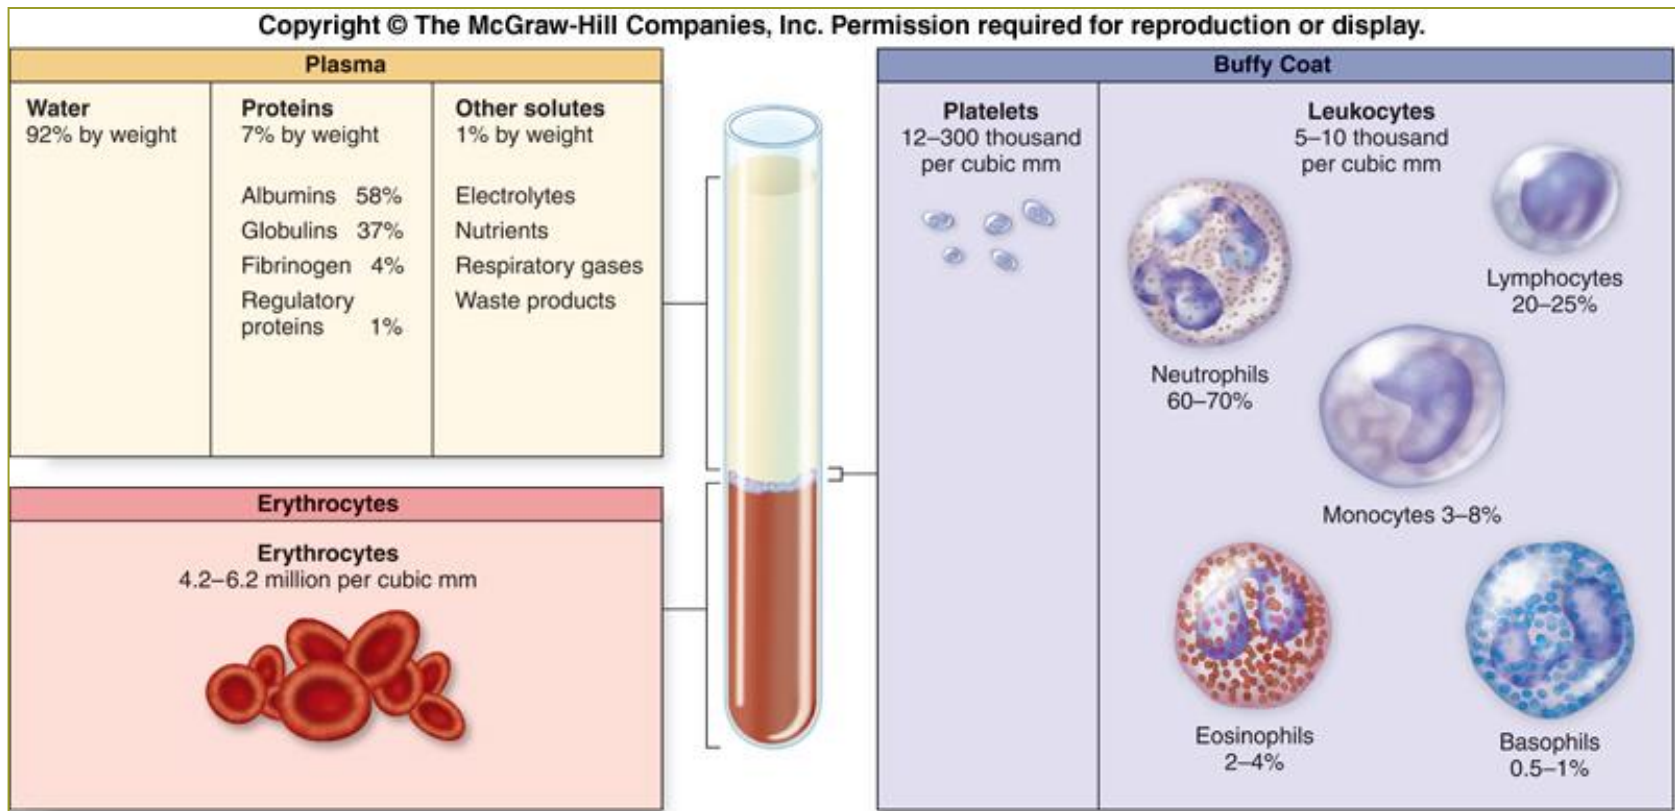 Copyright © The McGraw-Hill Companies, Inc. Permission required for reproduction or display.
Plasma
Water
92% by weight
Proteins
7% by weight
Albumins 58%
Globulins 37%
Fibrinogen 4%
Regulatory
proteins 1%
Other solutes
1% by weight
Electrolytes
Nutrients
Respiratory gases
Waste products
Erythrocytes
Erythrocytes
4.2–6.2 million per cubic mm
Buffy Coat
Platelets
12–300 thousand
per cubic mm
Leukocytes
5–10 thousand
per cubic mm
Neutrophils
60–70%
Lymphocytes
20–25%
Monocytes 3–8%
Eosinophils
2–4%
Basophils
0.5–1%